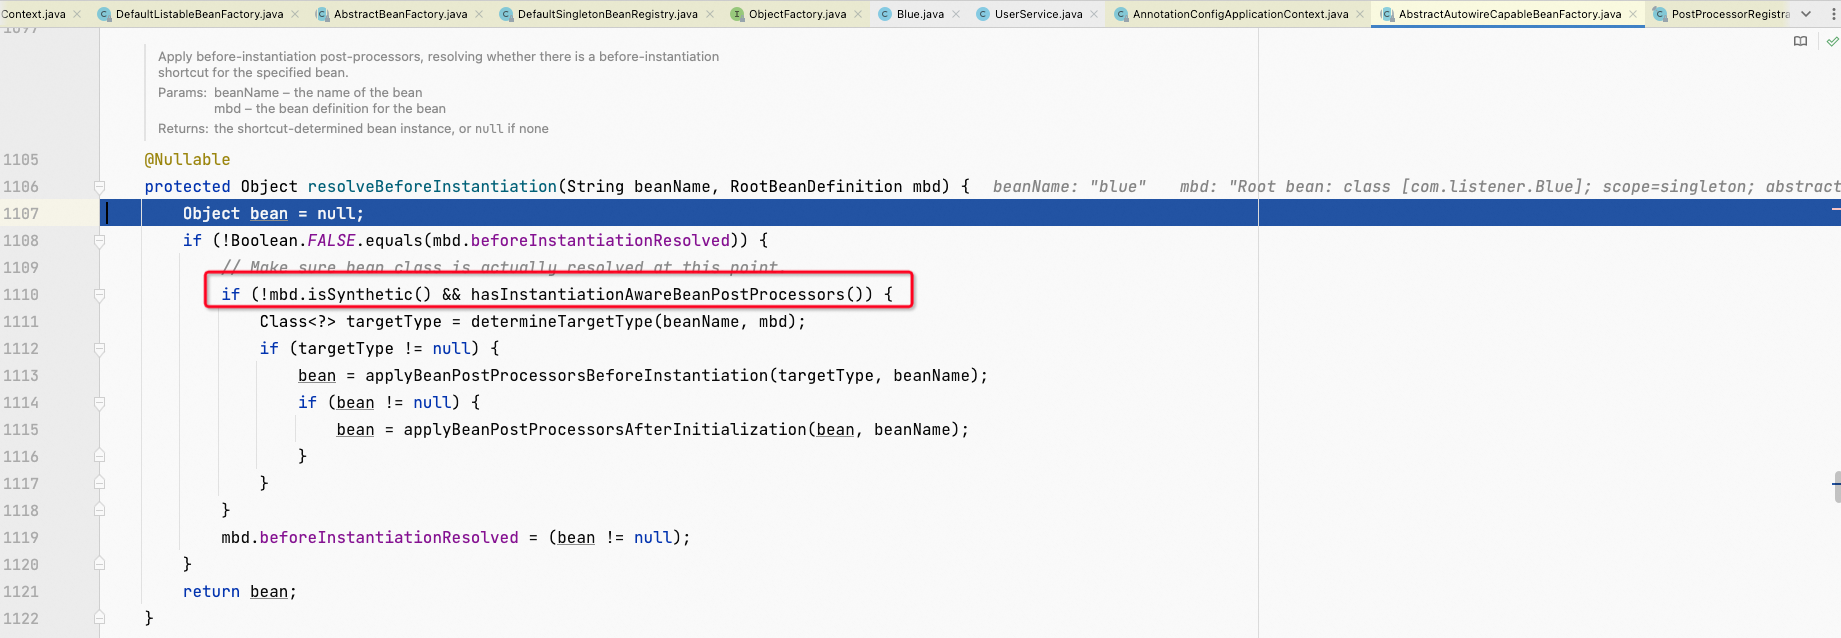 Context.java DefaultListableBeanFactory.java AbstractBeanFactory.java DefaultSingletonBeanRegistry.java ObjectFactory.java Blue.java UserService.java AnnotationConfigApplicationContext.java AbstractAutowireCapableBeanFactory.java PostProcessorRegistra
1097
Apply before-instantiation post-processors, resolving whether there is a before-instantiation
shortcut for the specified bean.
Params: beanName – the name of the bean
mbd – the bean definition for the bean
Returns: the shortcut-determined bean instance, or null if none
1105 @Nullable
1106 protected Object resolveBeforeInstantiation(String beanName, RootBeanDefinition mbd) { beanName: "blue" mbd: "Root bean: class [com.listener.Blue]; scope=singleton; abstract
1107 Object bean = null;
1108 if (!Boolean.FALSE.equals(mbd.beforeInstantiationResolved)) {
1109 // Make sure bean class is actually resolved at this point.
1110 if (!mbd.isSynthetic() && hasInstantiationAwareBeanPostProcessors()) {
1111 Class<?> targetType = determineTargetType(beanName, mbd);
1112 if (targetType != null) {
1113 bean = applyBeanPostProcessorsBeforeInstantiation(targetType, beanName);
1114 if (bean != null) {
1115 bean = applyBeanPostProcessorsAfterInitialization(bean, beanName);
1116 }
1117 }
1118 }
1119 mbd.beforeInstantiationResolved = (bean != null);
1120 }
1121 return bean;
1122 }